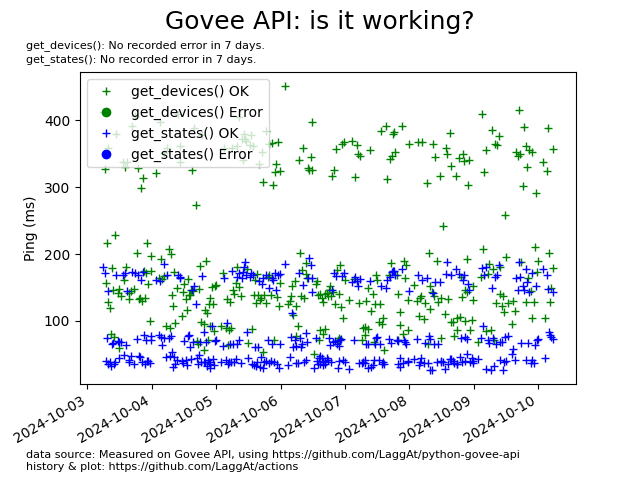 Govee API: is it working?
get_devices(): No recorded error in 7 days.
get_states(): No recorded error in 7 days.
get_devices() OK
get_devices() Error
get_states() OK
get_states() Error
Ping (ms)
400
300
200
100
2024-10-03
2024-10-04
2024-10-05
2024-10-06
2024-10-07
2024-10-08
2024-10-09
2024-10-10
data source: Measured on Govee API, using https://github.com/LaggAt/python-govee-api
history & plot: https://github.com/LaggAt/actions